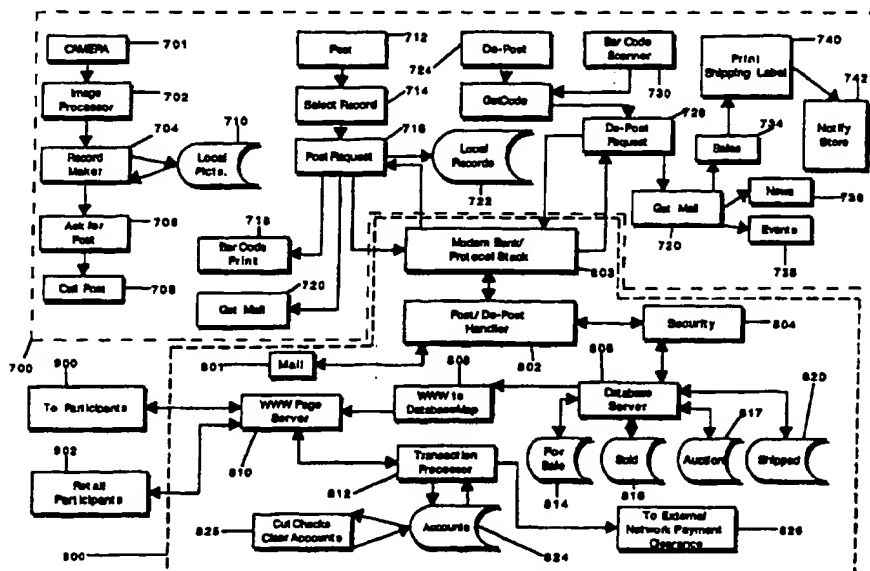 CAMERA
701
Image
Processor
702
704
Record
Maker
710
Local
Picts.
Ask for
Post
706
Call Post
708
Post
712
Select Record
714
Post Request
716
Local
Records
722
718
Bar Code
Print
720
Get Mail
724
De-Post
GetCode
Bar Code
Scanner
730
728
De-Post
Request
740
Print
Shipping Label
742
Notify
Store
734
Sales
Get Mail
720
News
736
Events
738
Modem Bank/
Protocol Stack
803
Post/ De-Post
Handler
802
Security
804
700
801
Mail
808
806
900
To Participants
WWW Page
Server
810
WWW to
DatabaseMap
Database
Server
820
817
For
Sale
814
Sold
816
Auctions
Shipped
902
Retail
Participants
Transaction
Processor
812
825
Cut Checks
Clear Accounts
Accounts
824
To External
Network Payment
Clearance
826
800